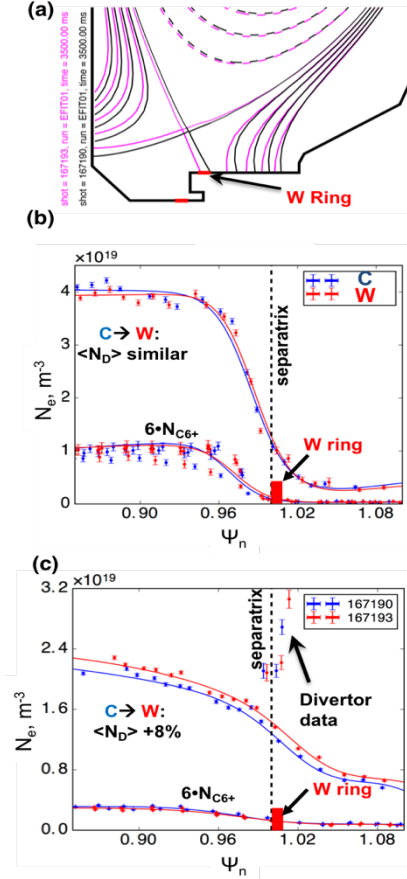 (a)
shot = 167193, run = EFIT01, time = 3500.00 ms
shot = 167190, run = EFIT01, time = 3500.00 ms
W Ring
(b)
×10¹⁹
C
W
C → W:
<N_D> similar
separatrix
6•N_C6+
W ring
N_e, m⁻³
4
3
2
1
0
0.90 0.96 1.02 1.08
Ψ_n
(c)
×10¹⁹
167190
167193
separatrix
Divertor
data
C → W:
<N_D> +8%
6•N_C6+
W ring
N_e, m⁻³
3.2
2.4
1.6
0.8
0.0
0.90 0.96 1.02 1.08
Ψ_n